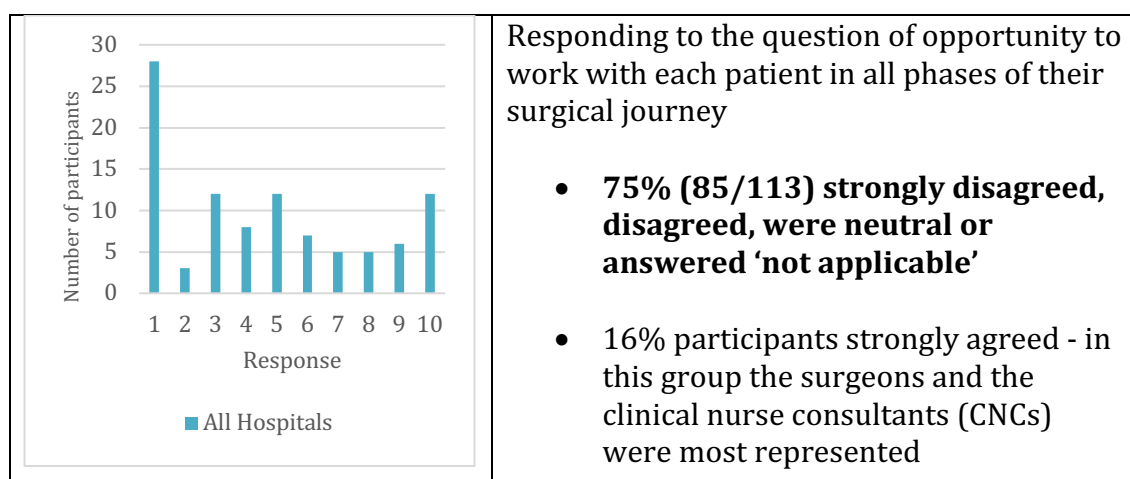 30
25
20
15
10
5
0
Number of participants
1 2 3 4 5 6 7 8 9 10
Response
All Hospitals
Responding to the question of opportunity to
work with each patient in all phases of their
surgical journey
• 75% (85/113) strongly disagreed,
disagreed, were neutral or
answered ‘not applicable’
• 16% participants strongly agreed - in
this group the surgeons and the
clinical nurse consultants (CNCs)
were most represented